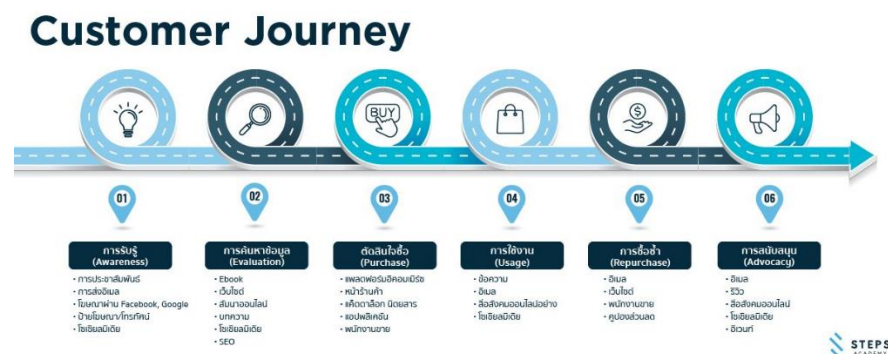 Customer Journey
BUY
01
02
03
04
05
06
การรับรู้
(Awareness)
• การประชาสัมพันธ์
• การส่งอีเมล
• โฆษณาผ่าน Facebook, Google
• ป้ายโฆษณา/โทรทัศน์
• โซเชียลมีเดีย
การค้นหาข้อมูล
(Evaluation)
• Ebook
• เว็บไซต์
• สัมนาออนไลน์
• บทความ
• โซเชียลมีเดีย
• SEO
ตัดสินใจซื้อ
(Purchase)
• แพลตฟอร์มอีคอมเมิร์ซ
• หน้าร้านค้า
• แค็ตตาล็อก นิตยสาร
• แอปพลิเคชัน
• พนักงานขาย
การใช้งาน
(Usage)
• ข้อความ
• อีเมล
• สื่อสังคมออนไลน์อย่าง
• โซเชียลมีเดีย
การซื้อซ้ำ
(Repurchase)
• อีเมล
• เว็บไซต์
• พนักงานขาย
• คูปองส่วนลด
การสนับสนุน
(Advocacy)
• อีเมล
• รีวิว
• สื่อสังคมออนไลน์
• โซเชียลมีเดีย
• อีเวนท์
STEPS
ACADEMY